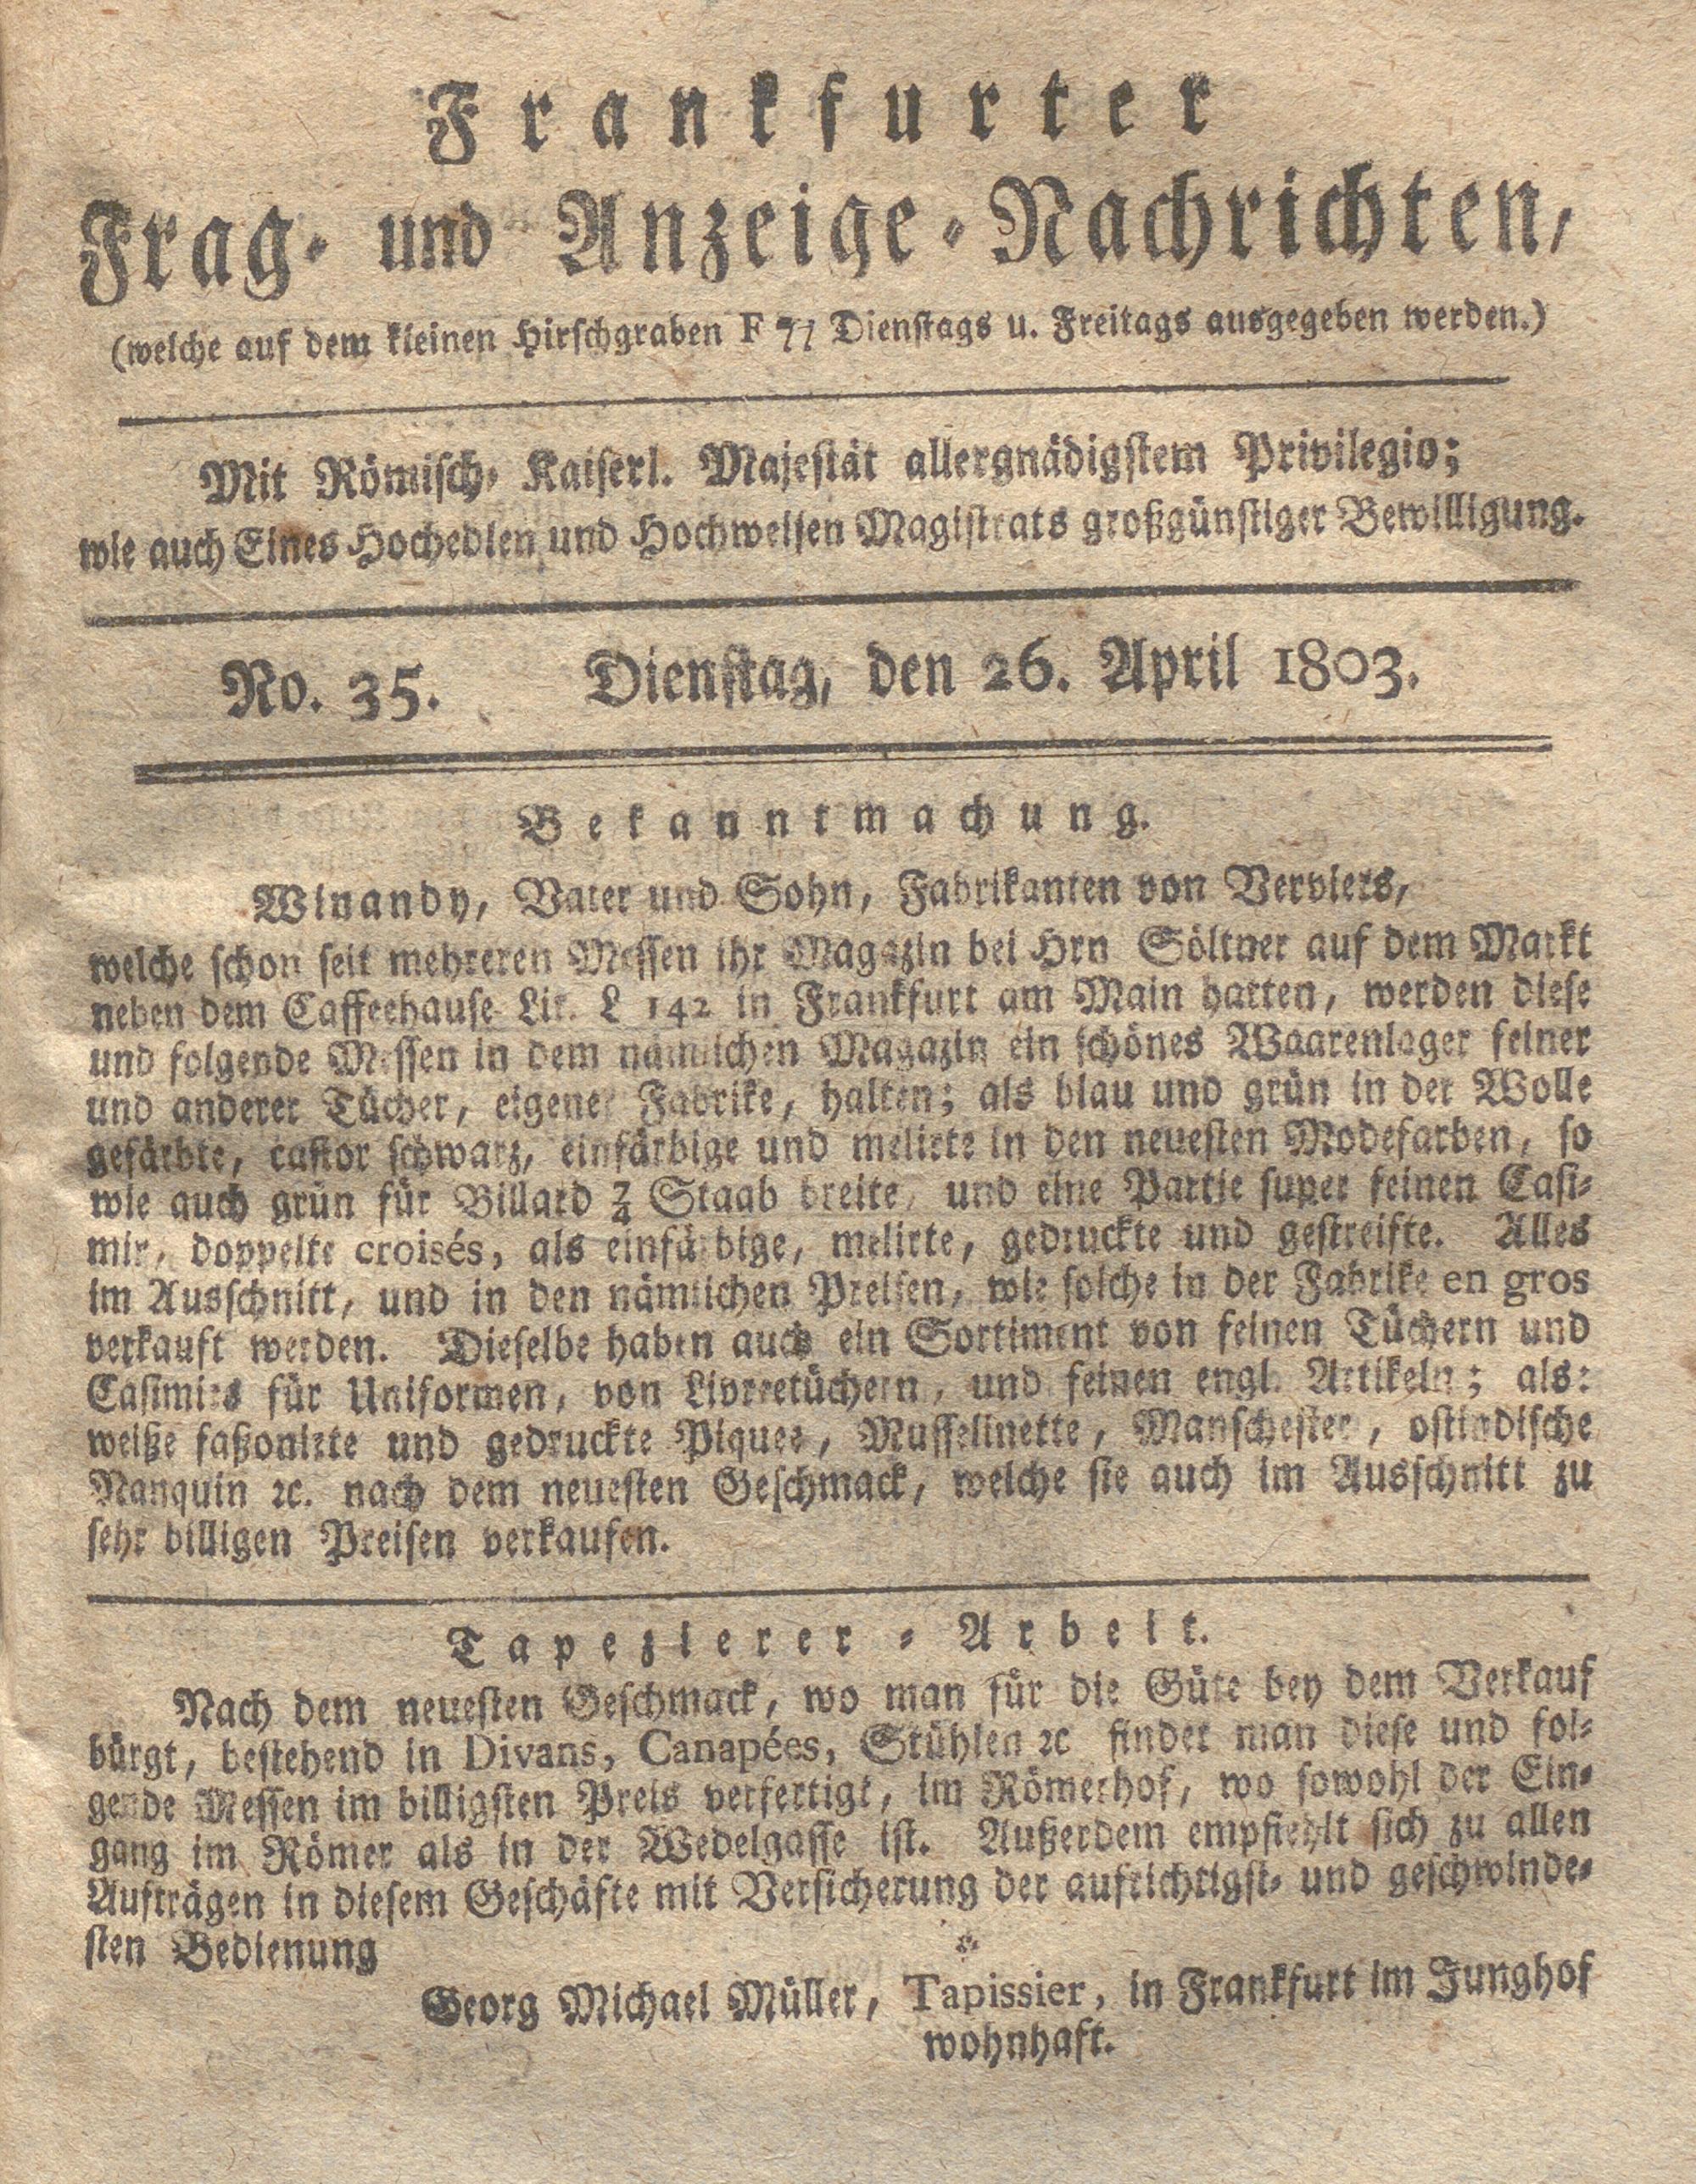 Frankfurter
Frag- und Anzeige-Nachrichten,
(welche auf dem kleinen Hirschgraben F 77 Dienstags u. Freitags ausgegeben werden.)
Mit Römisch- Kaiserl. Majestät allergnädigstem Privilegio;
wie auch Eines Hochedlen und Hochweisen Magistrats großgünstiger Bewilligung.
No. 35. Dienstag, den 26. April 1803.
Bekanntmachung.
Winandy, Vater und Sohn, Fabrikanten von Verviers,
welche schon seit mehreren Messen ihr Magazin bei Hrn Söltner auf dem Markt
neben dem Caffeehause Lit. L 142 in Frankfurt am Main hatten, werden diese
und folgende Messen in dem nämlichen Magazin ein schönes Waarenlager feiner
und anderer Tücher, eigener Fabrike, halten; als blau und grün in der Wolle
gefärbte, castor schwarz, einfärbige und melirte in den neuesten Modefarben, so
wie auch grün für Billard 7/4 Staab breite, und eine Partie super feinen Casi-
mir, doppelte croisés, als einfärbige, melirte, gedruckte und gestreifte. Alles
im Ausschnitt, und in den nämlichen Preisen, wie solche in der Fabrike en gros
verkauft werden. Dieselbe haben auch ein Sortiment von feinen Tüchern und
Casimirs für Uniformen, von Livreetüchern, und feinen engl. Artikeln; als:
weiße faßonirte und gedruckte Piquee, Musselinette, Manschester, ostindische
Nanquin ꝛc. nach dem neuesten Geschmack, welche sie auch im Ausschnitt zu
sehr billigen Preisen verkaufen.
Tapezierer-Arbeit.
Nach dem neuesten Geschmack, wo man für die Güte bey dem Verkauf
bürgt, bestehend in Divans, Canapées, Stühlen ꝛc findet man diese und fol-
gende Messen im billigsten Preis verfertigt, im Römerhof, wo sowohl der Ein-
gang im Römer als in der Wedelgasse ist. Außerdem empfiehlt sich zu allen
Aufträgen in diesem Geschäfte mit Versicherung der aufrichtigst- und geschwinde-
sten Bedienung
Georg Michael Müller, Tapissier, in Frankfurt im Junghof
wohnhaft.